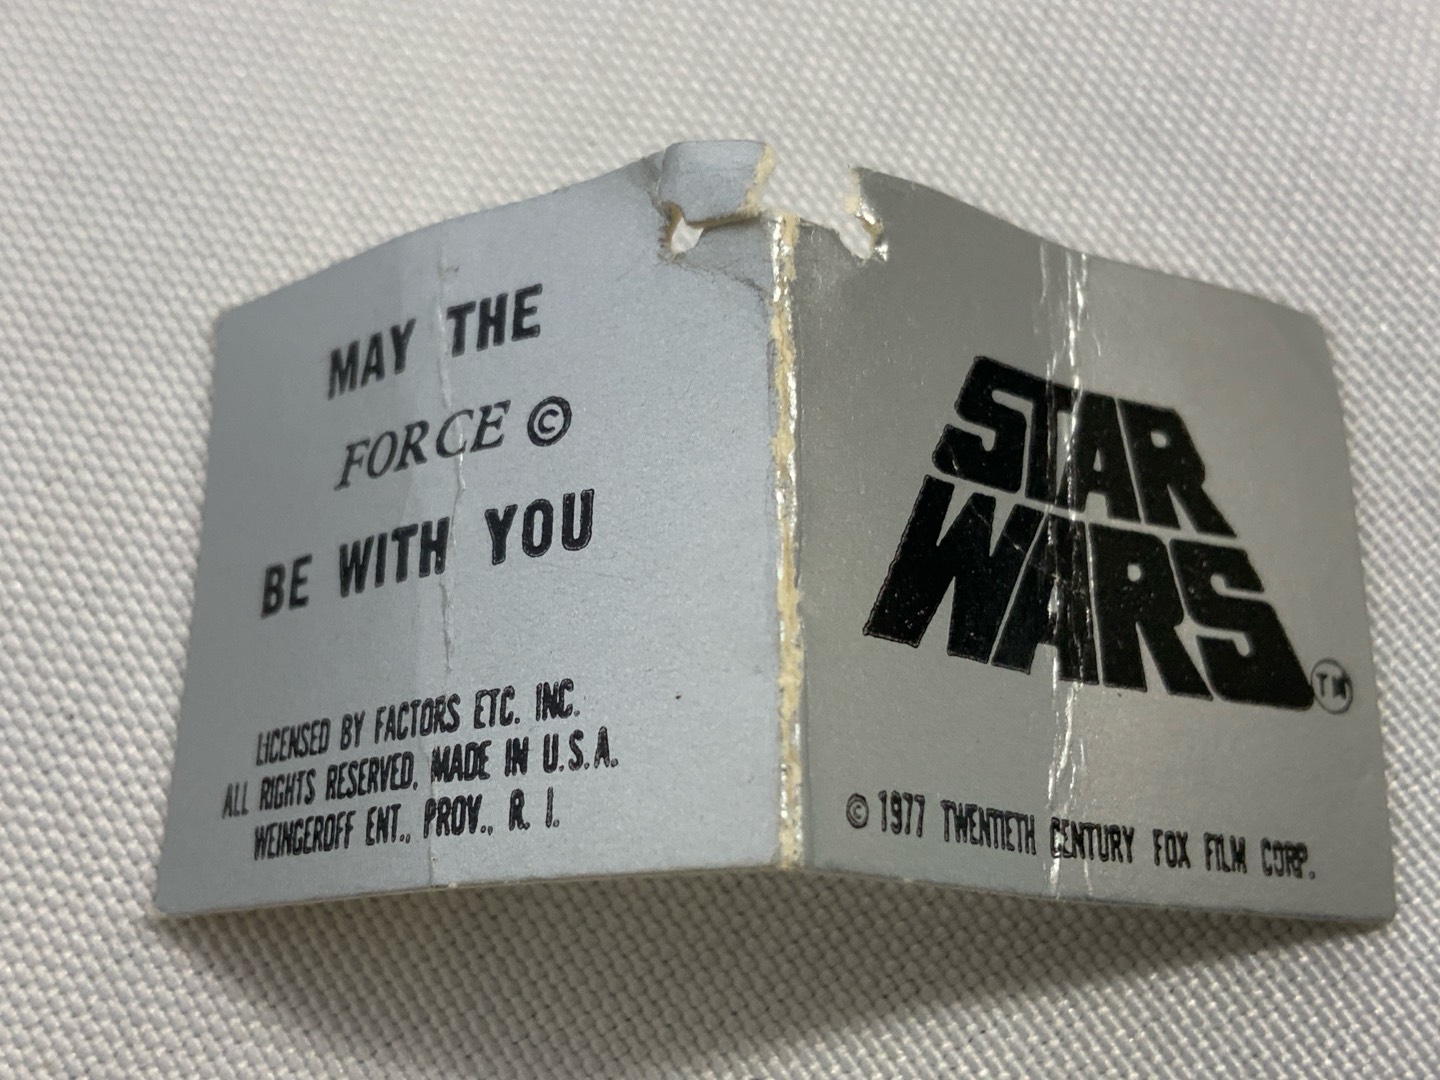 MAY THE
FORCE ©
BE WITH YOU
LICENSED BY FACTORS ETC. INC.
ALL RIGHTS RESERVED, MADE IN U.S.A.
WEINGEROFF ENT., PROV., R. I.
STAR
WARS TM
© 1977 TWENTIETH CENTURY FOX FILM CORP.